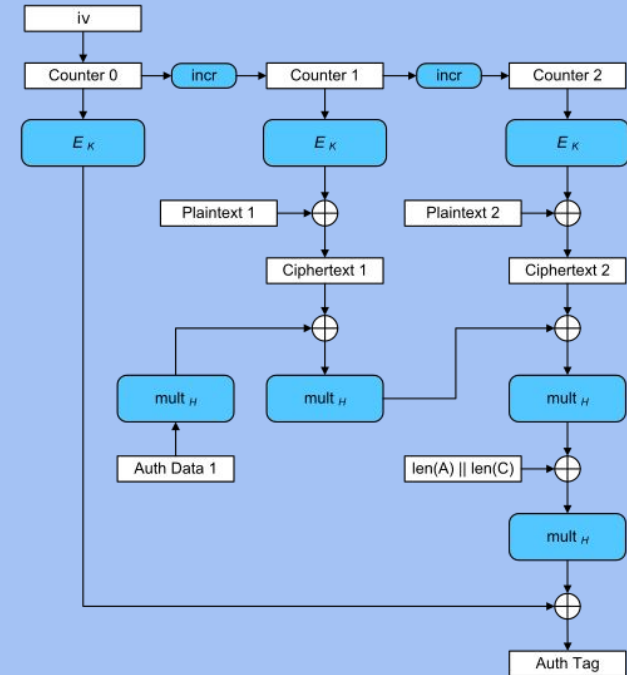 iv
Counter 0
incr
Counter 1
incr
Counter 2
E K
E K
E K
Plaintext 1
Plaintext 2
Ciphertext 1
Ciphertext 2
mult H
mult H
mult H
Auth Data 1
len(A) || len(C)
mult H
Auth Tag